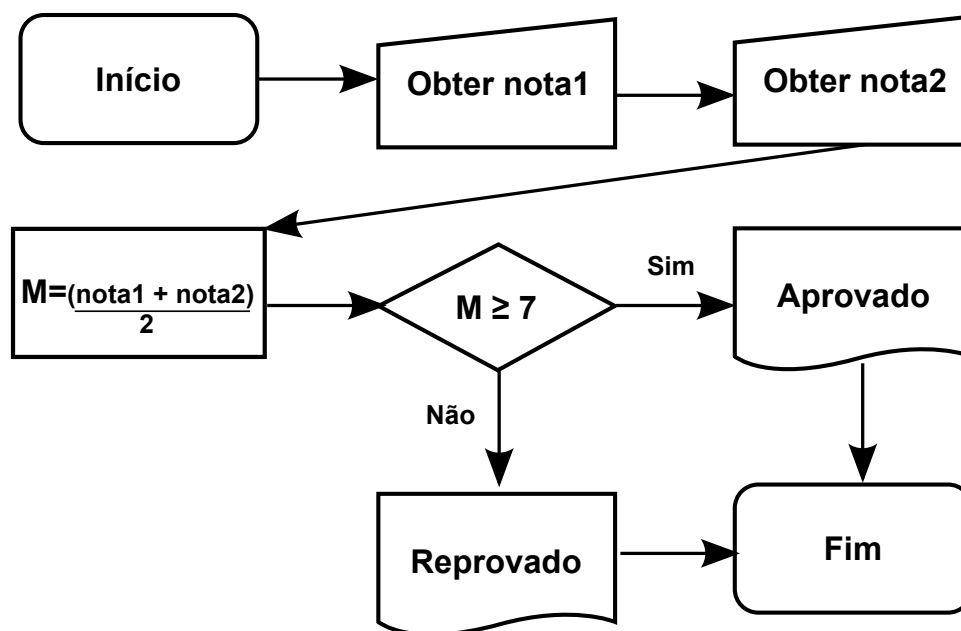 Início
Obter nota1
Obter nota2
M=(nota1 + nota2)
2
M ≥ 7
Sim
Aprovado
Não
Reprovado
Fim